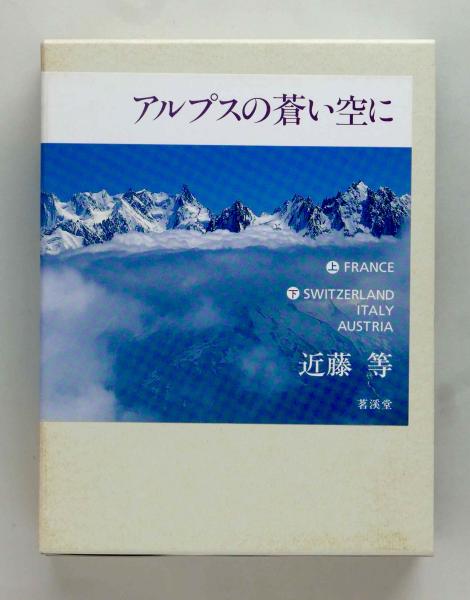 アルプスの蒼い空に
上 FRANCE
下 SWITZERLAND
ITALY
AUSTRIA
近藤 等
茗溪堂